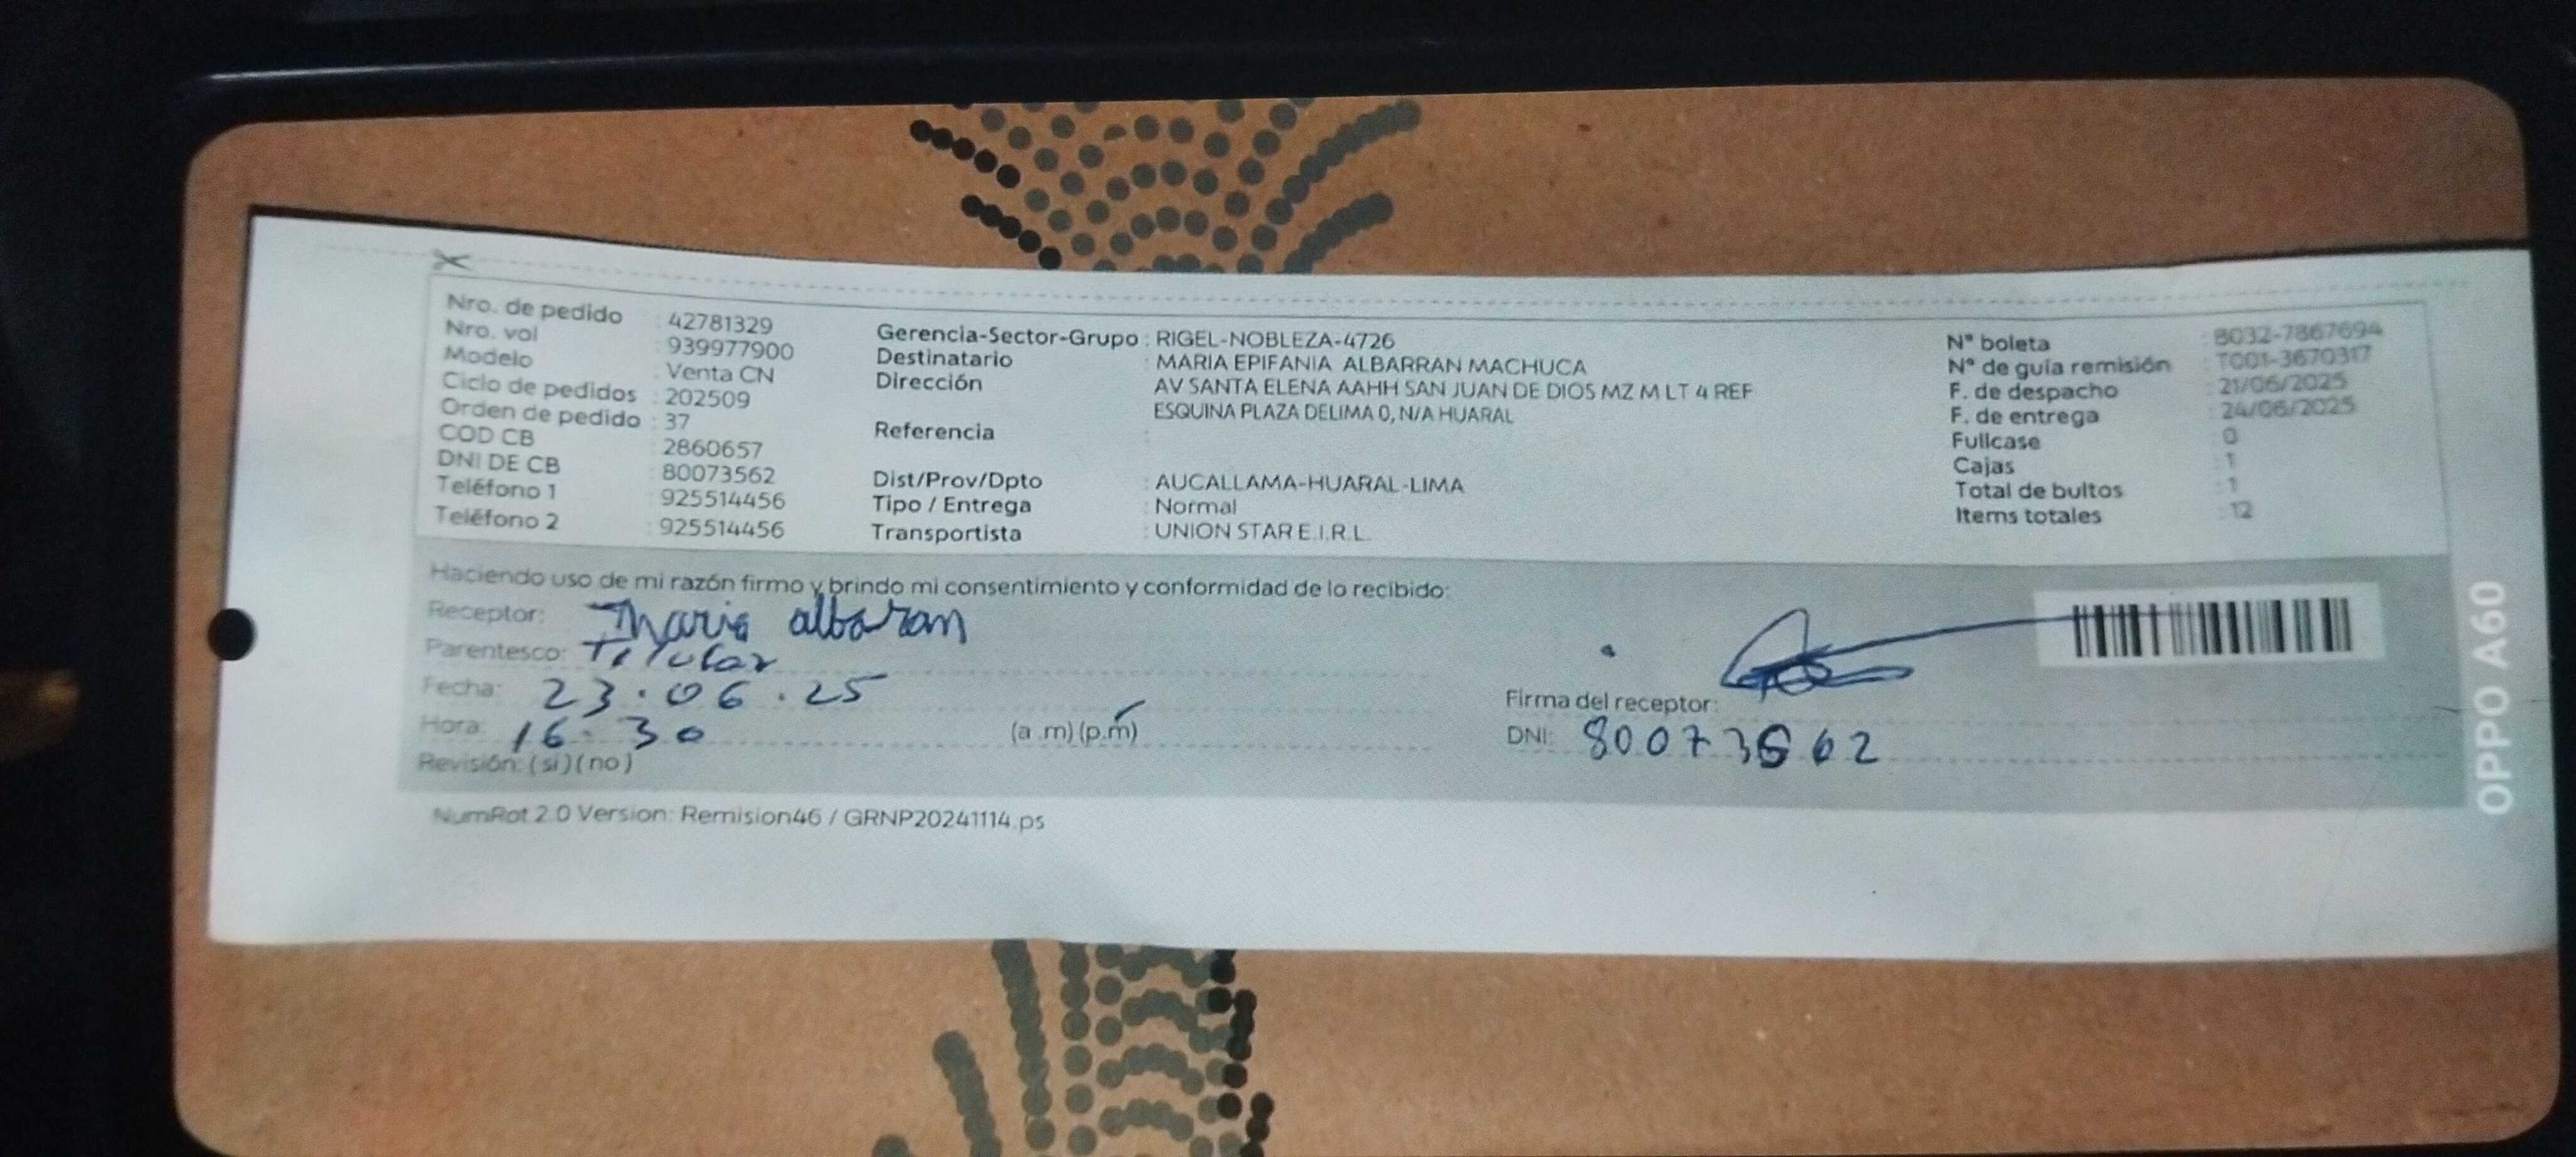 Nro. de pedido : 42781329
Nro. vol : 939977900
Modelo : Venta CN
Ciclo de pedidos : 202509
Orden de pedido : 37
COD CB : 2860657
DNI DE CB : 80073562
Teléfono 1 : 925514456
Teléfono 2 : 925514456
Gerencia-Sector-Grupo : RIGEL-NOBLEZA-4726
Destinatario : MARIA EPIFANIA ALBARRAN MACHUCA
Dirección : AV SANTA ELENA AAHH SAN JUAN DE DIOS MZ M LT 4 REF
ESQUINA PLAZA DELIMA 0, N/A HUARAL
Referencia :
Dist/Prov/Dpto : AUCALLAMA-HUARAL-LIMA
Tipo / Entrega : Normal
Transportista : UNION STAR E.I.R.L.
N° boleta : B032-7867694
N° de guía remisión : T001-3670317
F. de despacho : 21/06/2025
F. de entrega : 24/06/2025
Fullcase : 0
Cajas : 1
Total de bultos : 1
Items totales : 12
Haciendo uso de mi razón firmo y brindo mi consentimiento y conformidad de lo recibido:
Receptor: Maria albaran
Parentesco: Titular
Fecha: 23.06.25
Hora: 16:30 (a.m)(p.m)
Revisión: (si)(no)
Firma del receptor:
DNI: 80073562
NumRot 2.0 Version: Remision46 / GRNP20241114.ps
OPPO A60